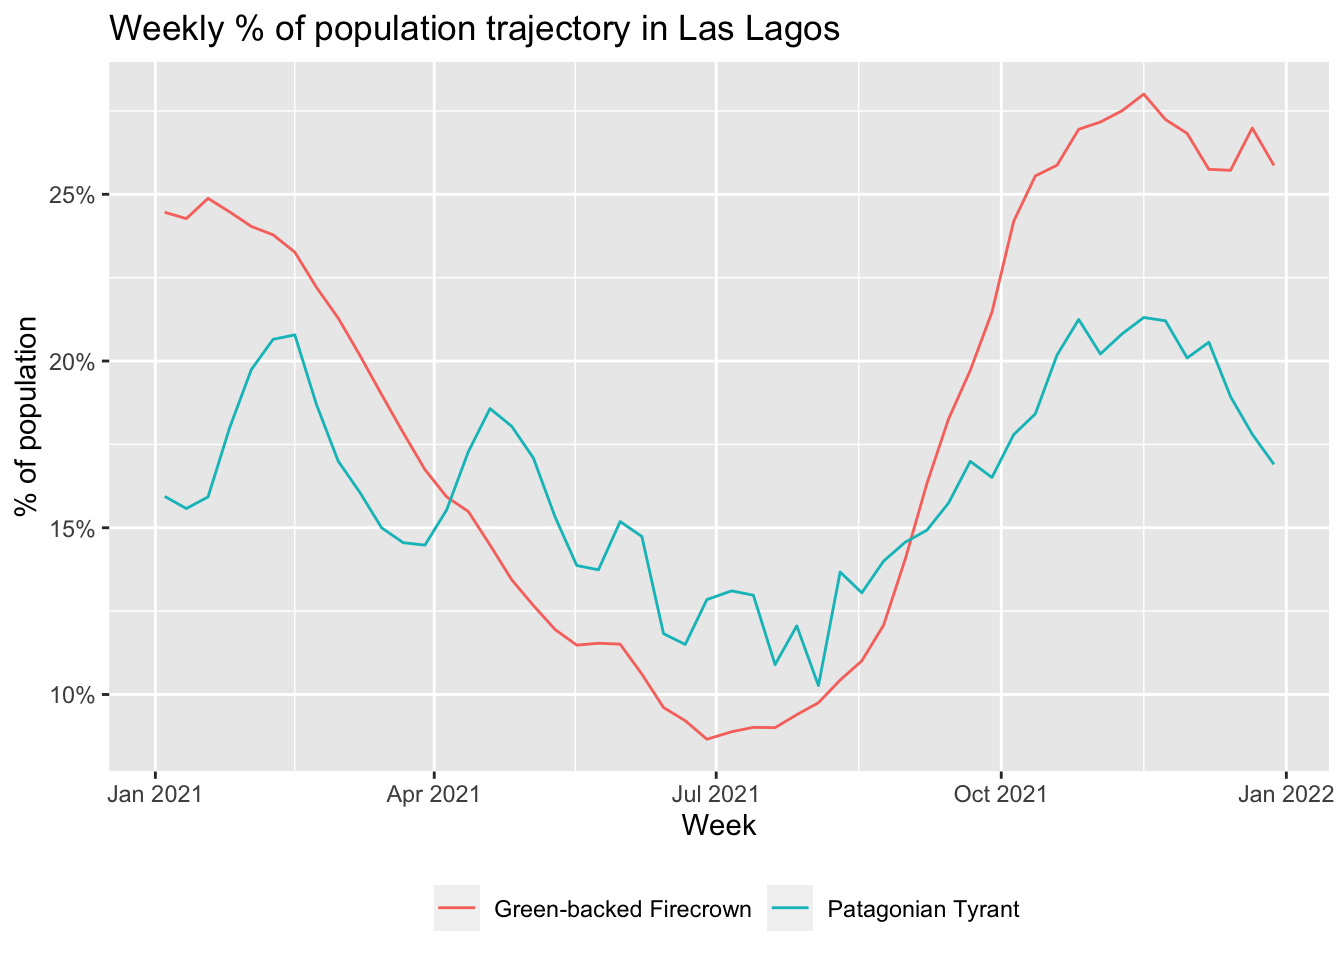 Weekly % of population trajectory in Las Lagos
% of population
25%
20%
15%
10%
Jan 2021 Apr 2021 Jul 2021 Oct 2021 Jan 2022
Week
Green-backed Firecrown Patagonian Tyrant